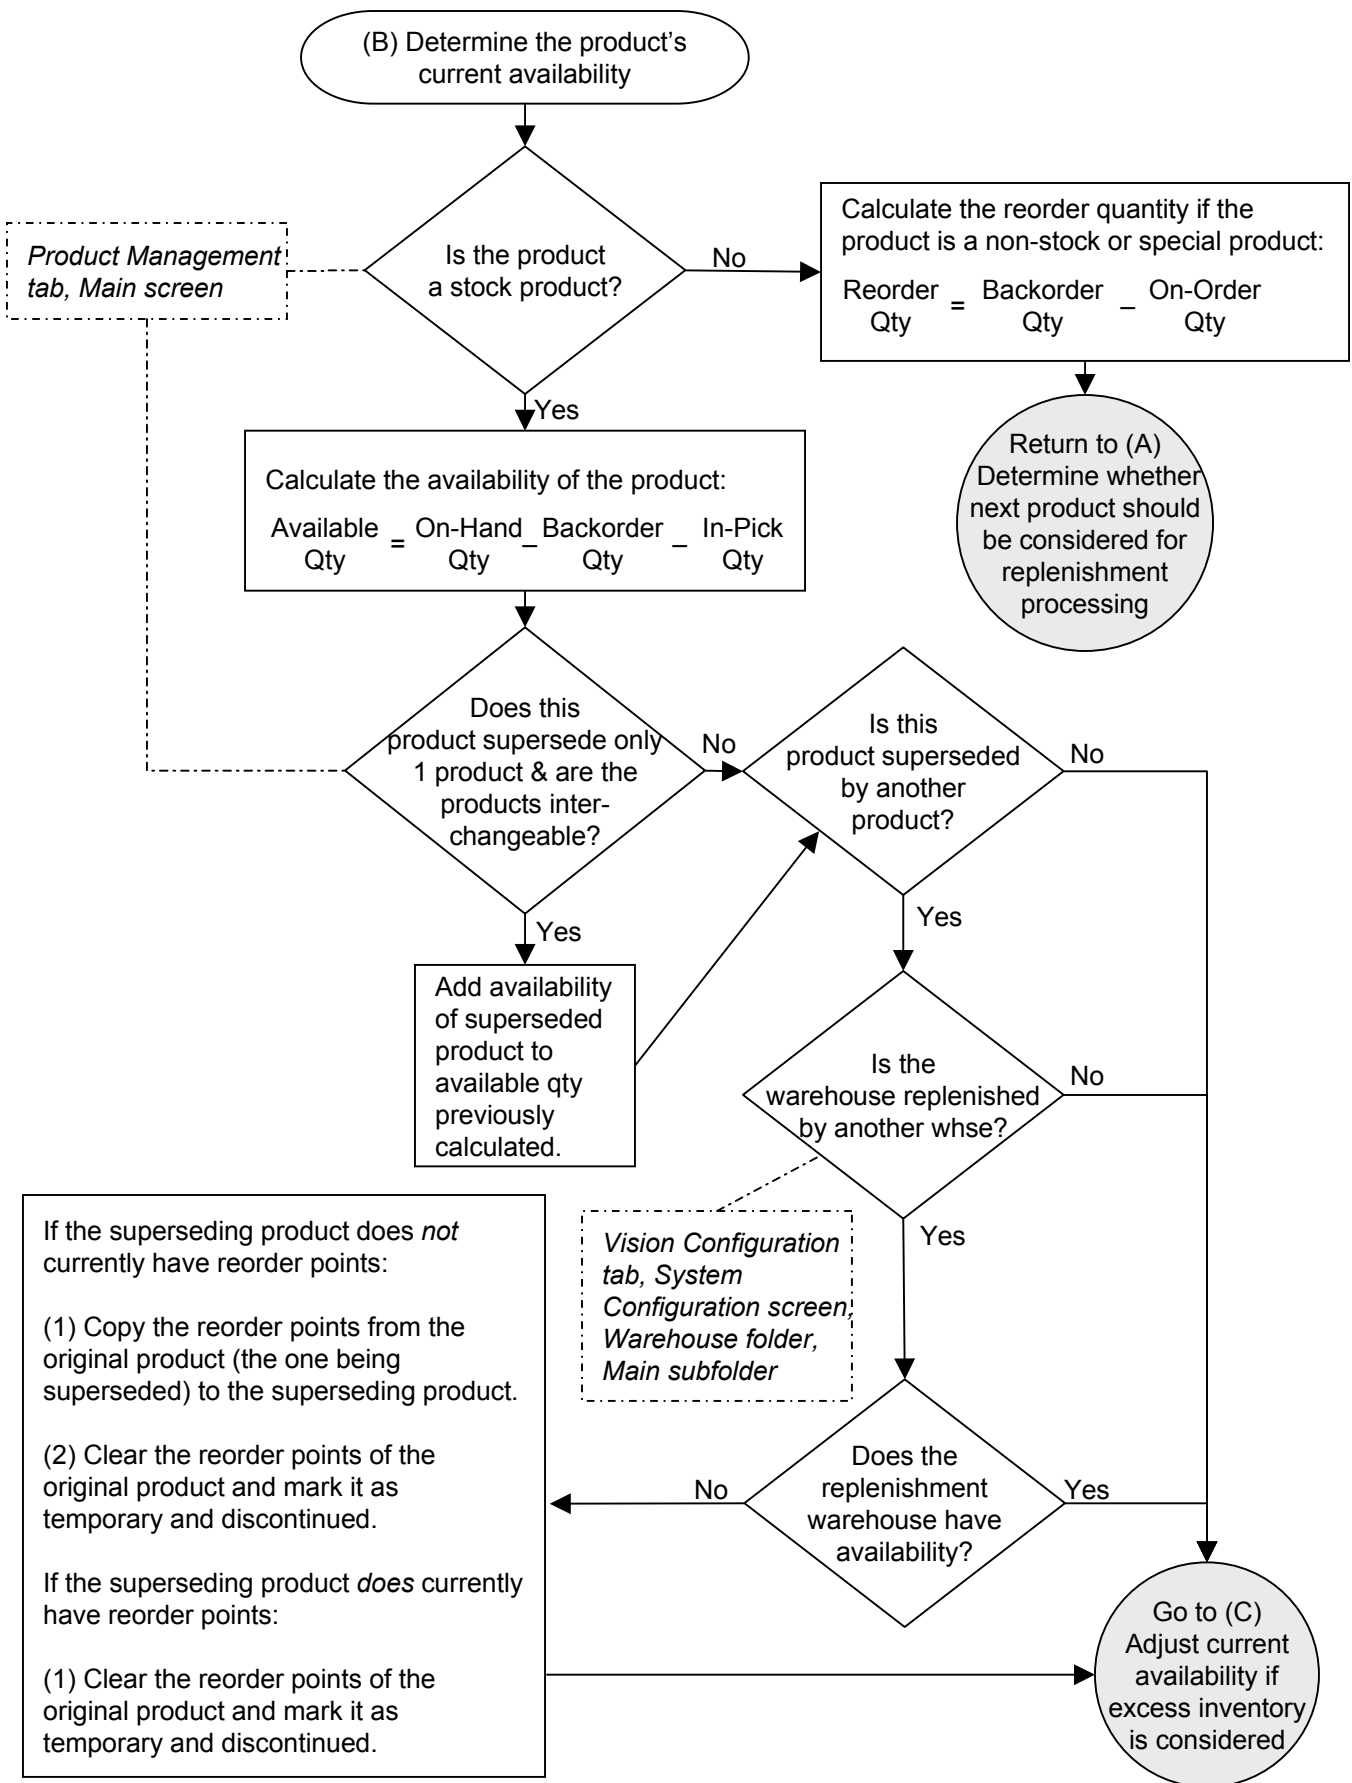 (B) Determine the product's
current availability
Product Management
tab, Main screen
Is the product
a stock product?
No
Calculate the reorder quantity if the
product is a non-stock or special product:
Reorder Qty = Backorder Qty – On-Order Qty
Yes
Return to (A)
Determine whether
next product should
be considered for
replenishment
processing
Calculate the availability of the product:
Available Qty = On-Hand Qty – Backorder Qty – In-Pick Qty
Does this
product supersede only
1 product & are the
products inter-
changeable?
No
Is this
product superseded
by another
product?
No
Yes
Yes
Add availability
of superseded
product to
available qty
previously
calculated.
Is the
warehouse replenished
by another whse?
No
Yes
Vision Configuration
tab, System
Configuration screen,
Warehouse folder,
Main subfolder
Does the
replenishment
warehouse have
availability?
No
Yes
If the superseding product does not
currently have reorder points:
(1) Copy the reorder points from the
original product (the one being
superseded) to the superseding product.
(2) Clear the reorder points of the
original product and mark it as
temporary and discontinued.
If the superseding product does currently
have reorder points:
(1) Clear the reorder points of the
original product and mark it as
temporary and discontinued.
Go to (C)
Adjust current
availability if
excess inventory
is considered